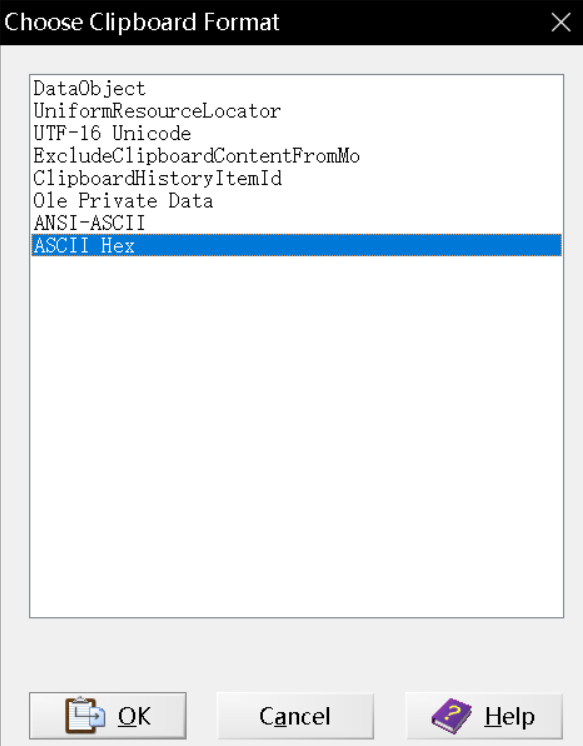 Choose Clipboard Format
DataObject
UniformResourceLocator
UTF-16 Unicode
ExcludeClipboardContentFromMo
ClipboardHistoryItemId
Ole Private Data
ANSI-ASCII
ASCII Hex
OK Cancel Help